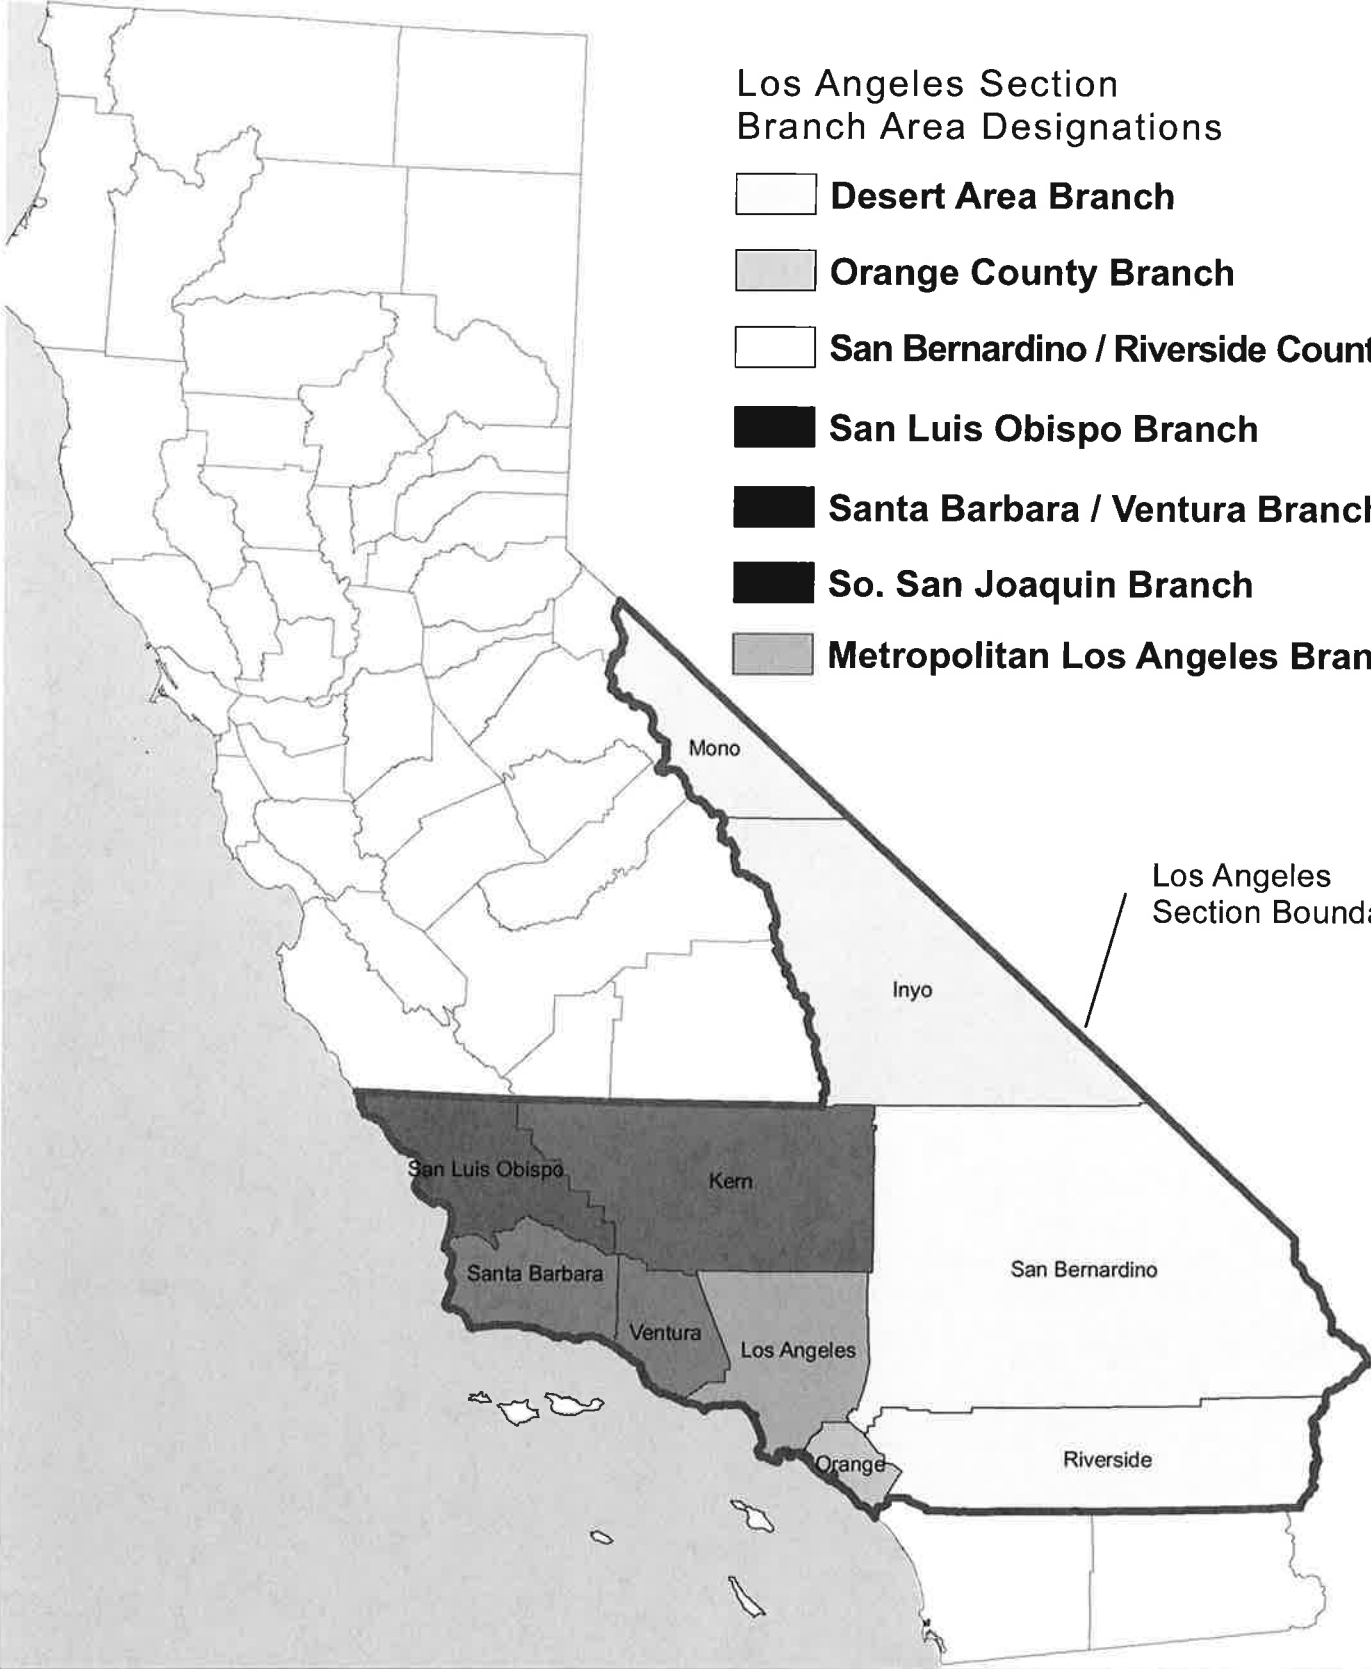 Los Angeles Section
Branch Area Designations
Desert Area Branch
Orange County Branch
San Bernardino / Riverside Count
San Luis Obispo Branch
Santa Barbara / Ventura Branch
So. San Joaquin Branch
Metropolitan Los Angeles Bran
Mono
Los Angeles
Section Bounda
Inyo
San Luis Obispo
Kern
San Bernardino
Santa Barbara
Ventura
Los Angeles
Riverside
Orange